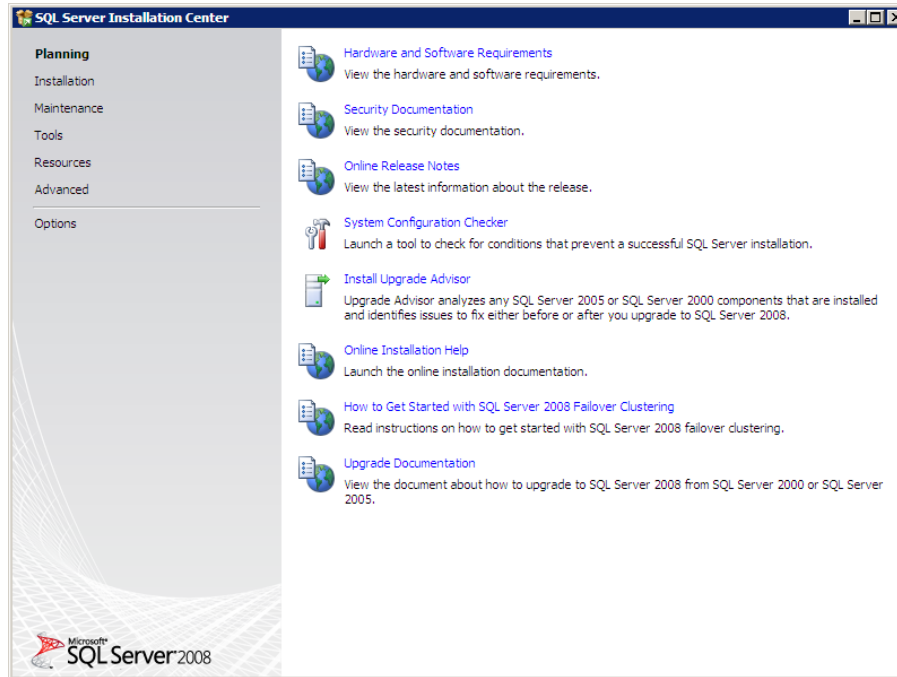 SQL Server Installation Center
Planning
Installation
Maintenance
Tools
Resources
Advanced
Options
Hardware and Software Requirements
View the hardware and software requirements.
Security Documentation
View the security documentation.
Online Release Notes
View the latest information about the release.
System Configuration Checker
Launch a tool to check for conditions that prevent a successful SQL Server installation.
Install Upgrade Advisor
Upgrade Advisor analyzes any SQL Server 2005 or SQL Server 2000 components that are installed
and identifies issues to fix either before or after you upgrade to SQL Server 2008.
Online Installation Help
Launch the online installation documentation.
How to Get Started with SQL Server 2008 Failover Clustering
Read instructions on how to get started with SQL Server 2008 failover clustering.
Upgrade Documentation
View the document about how to upgrade to SQL Server 2008 from SQL Server 2000 or SQL Server
2005.
Microsoft
SQL Server 2008